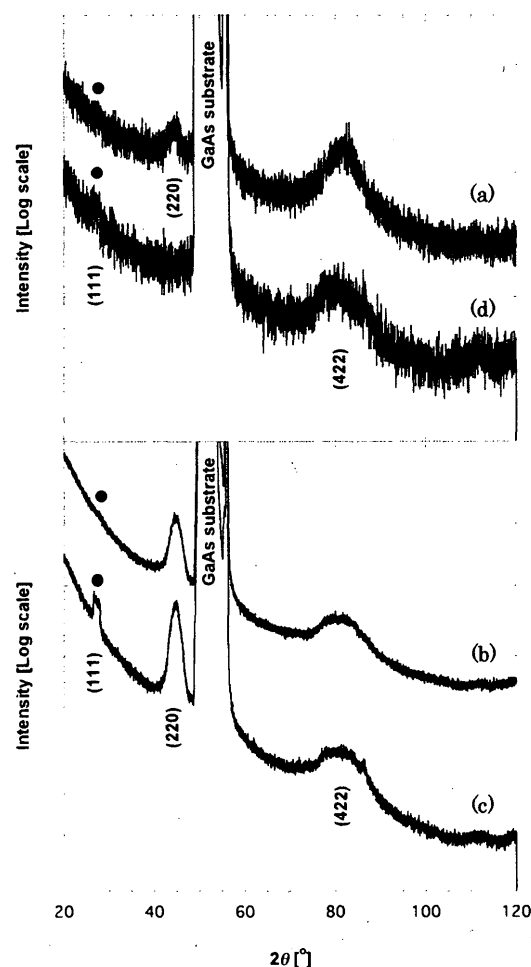 Intensity [Log scale]
GaAs substrate
(220)
(111)
(a)
(d)
(422)
Intensity [Log scale]
GaAs substrate
(111)
(220)
(b)
(422)
(c)
20 40 60 80 100 120
2θ [°]